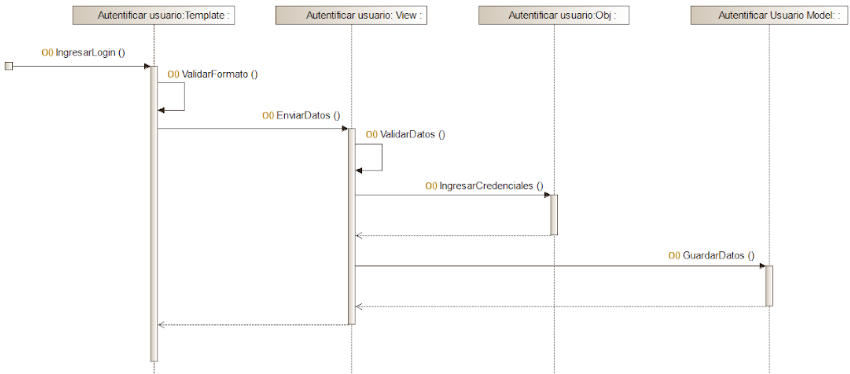 Autentificar usuario:Template :
Autentificar usuario: View :
Autentificar usuario:Obj :
Autentificar Usuario Model: :
O() IngresarLogin ()
O() ValidarFormato ()
O() EnviarDatos ()
O() ValidarDatos ()
O() IngresarCredenciales ()
O() GuardarDatos ()